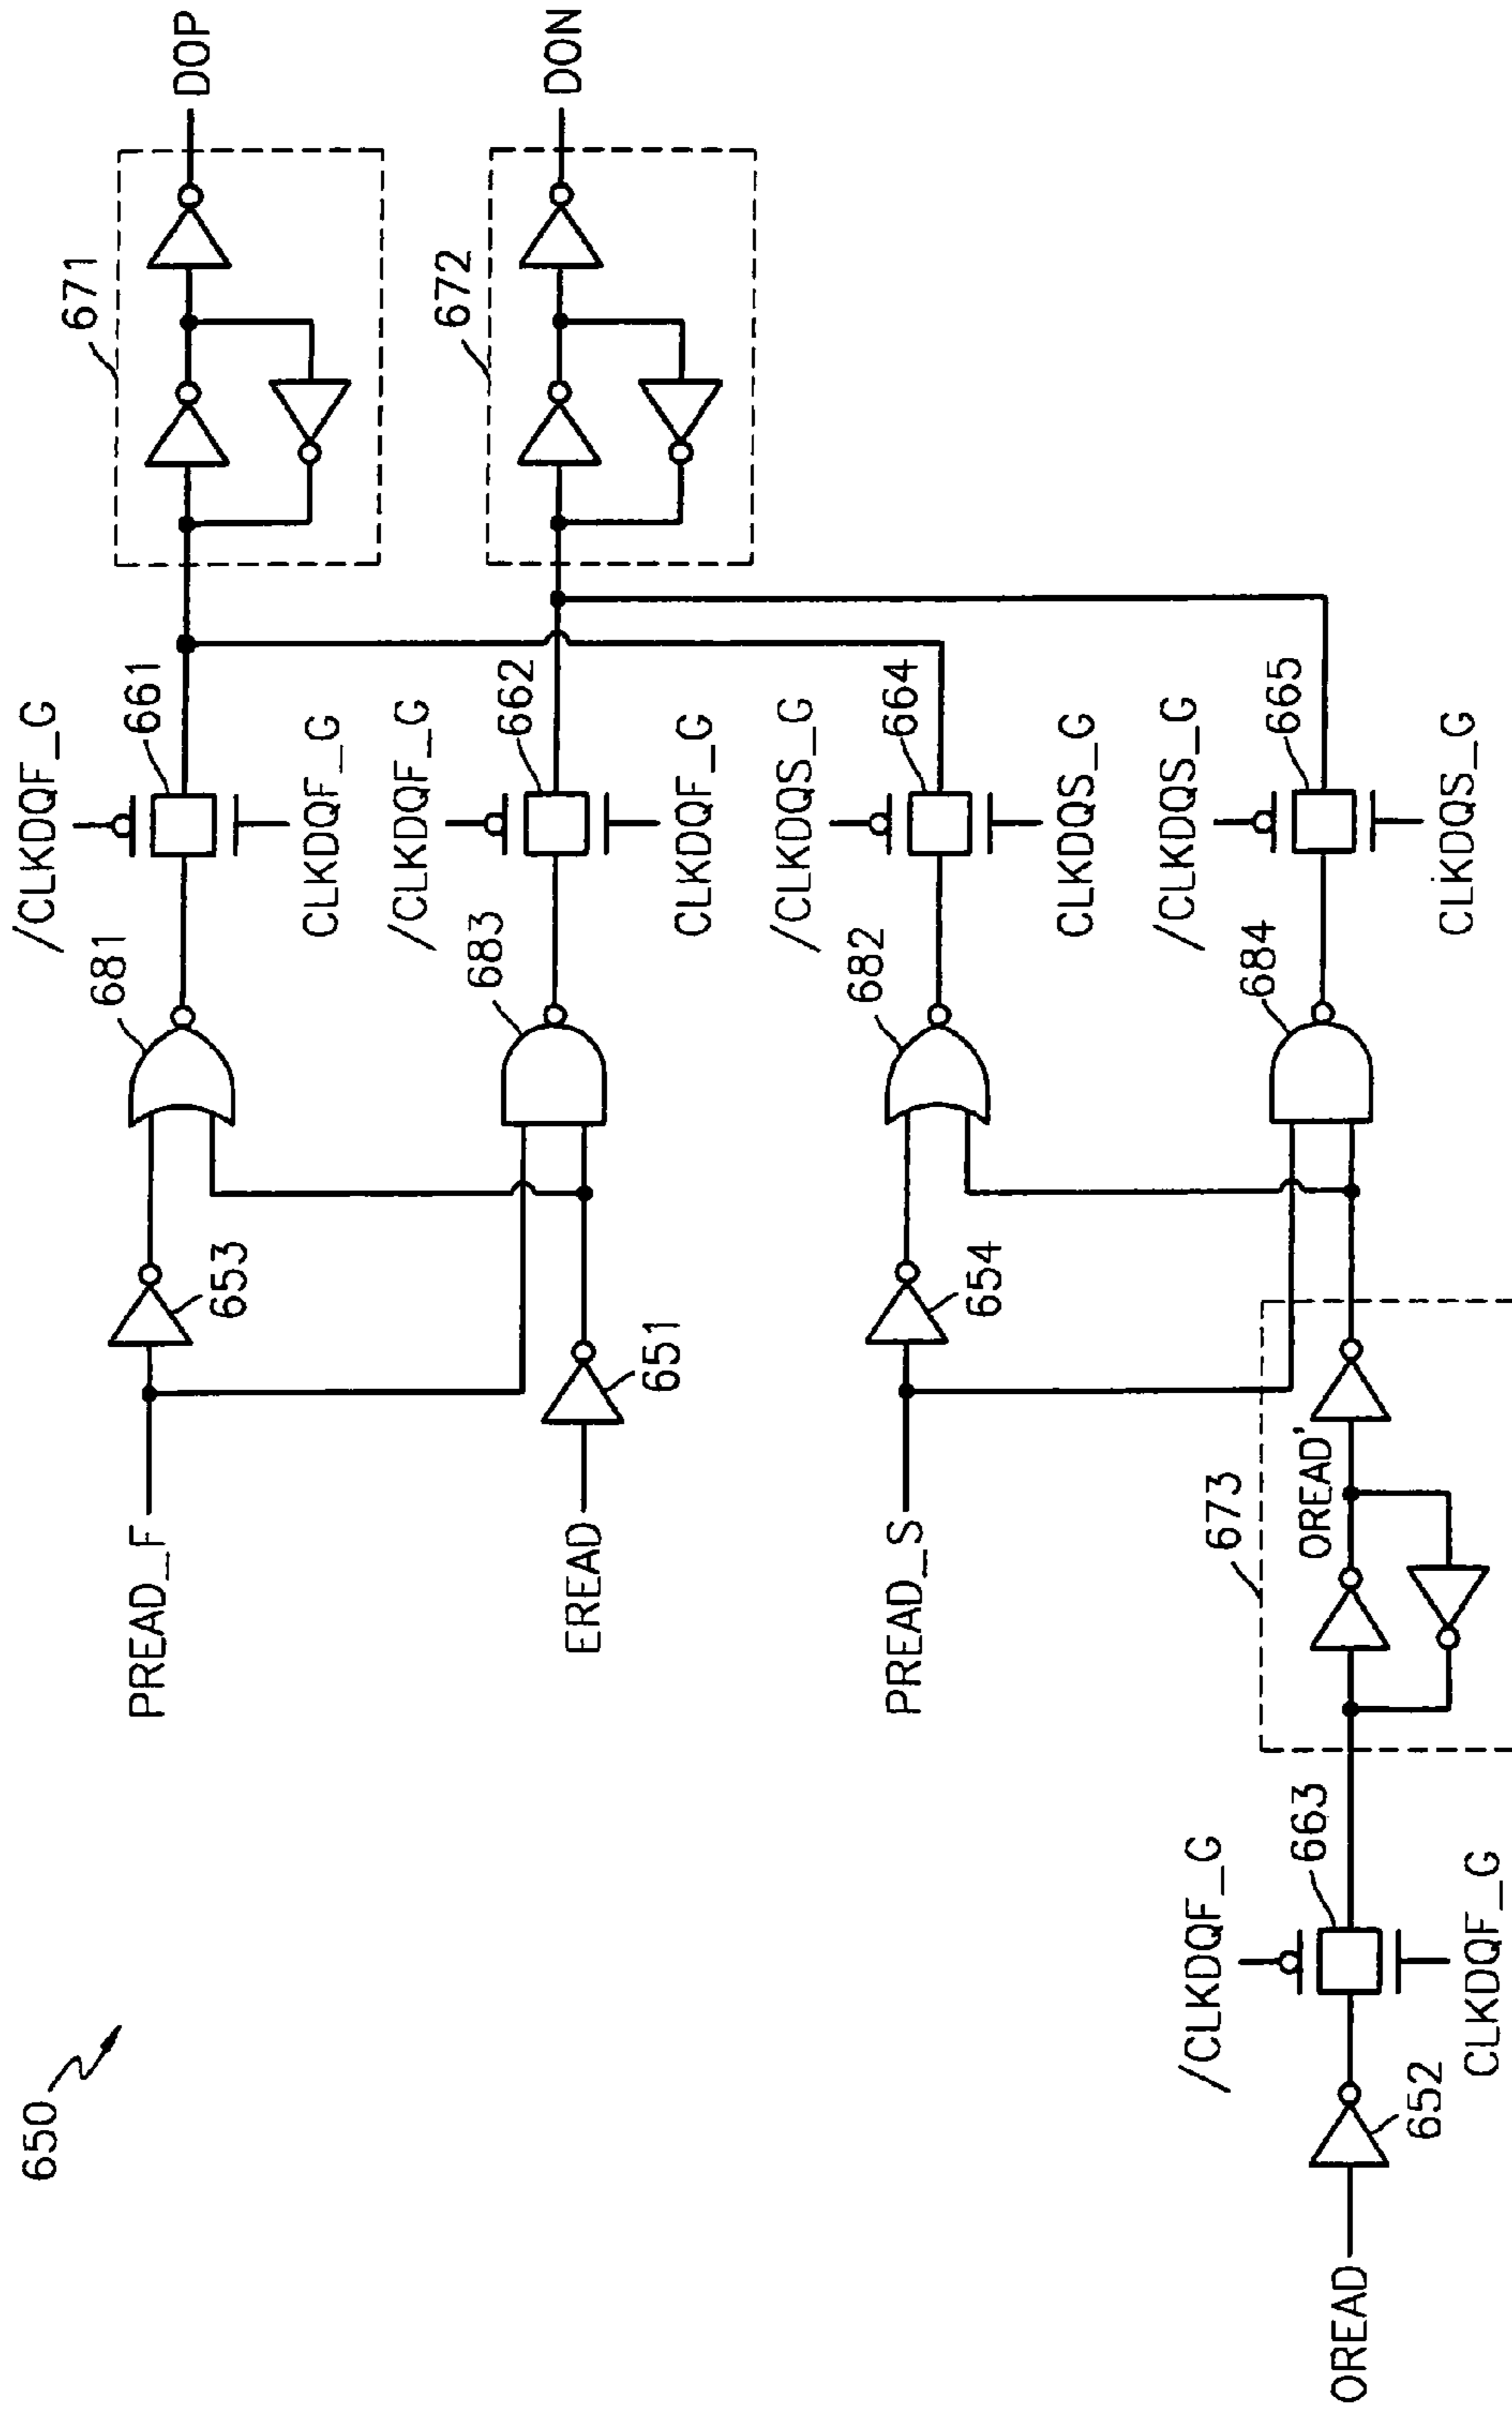 650
PREAD_F
653
681
/CLKDQF_G
661
CLKDQF_G
671
DOP
EREAD
651
683
/CLKDQF_G
662
CLKDQF_G
672
DON
PREAD_S
654
682
/CLKDQS_G
664
CLKDQS_G
OREAD
652
/CLKDQF_G
663
CLKDQF_G
673
OREAD'
684
/CLKDQS_G
665
CLKDQS_G